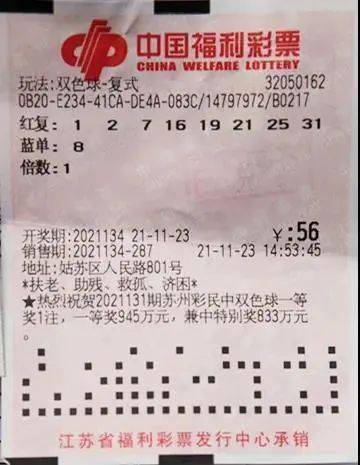 中国福利彩票
CHINA WELFARE LOTTERY
玩法:双色球-复式 32050162
0B20-E234-41CA-DE4A-083C/14797972/B0217
红复: 1 2 7 16 19 21 25 31
蓝单: 8
倍数:1
开奖期:2021134 21-11-23 ¥:56
销售期:2021134-287 21-11-23 14:53:45
地址:姑苏区人民路801号
*扶老、助残、救孤、济困*
★热烈祝贺2021131期苏州彩民中双色球一等
奖1注，一等奖945万元，兼中特别奖833万元
。
江苏省福利彩票发行中心承销